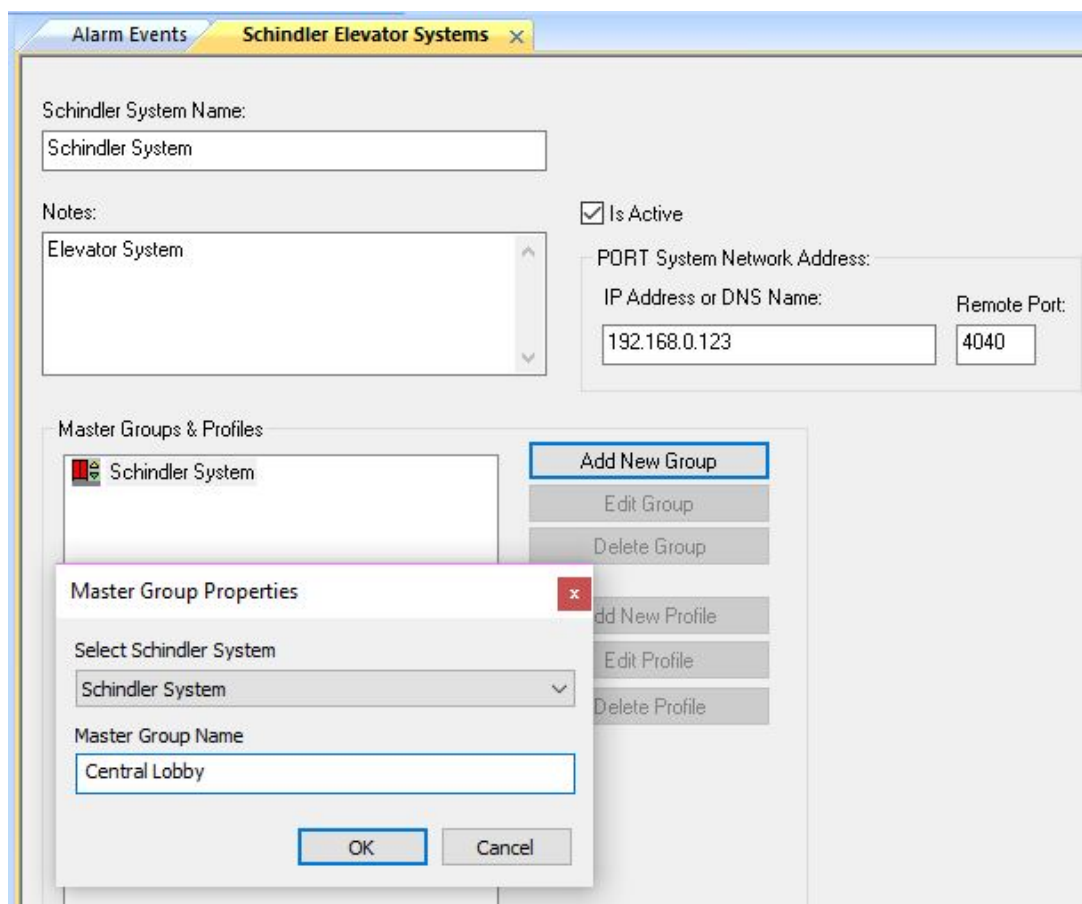 Alarm Events
Schindler Elevator Systems
Schindler System Name:
Schindler System
Notes:
Is Active
Elevator System
PORT System Network Address:
IP Address or DNS Name:
Remote Port:
192.168.0.123
4040
Master Groups & Profiles
Schindler System
Add New Group
Edit Group
Delete Group
Master Group Properties
x
Select Schindler System
Schindler System
Master Group Name
Central Lobby
OK
Cancel
dd New Profile
Edit Profile
Delete Profile